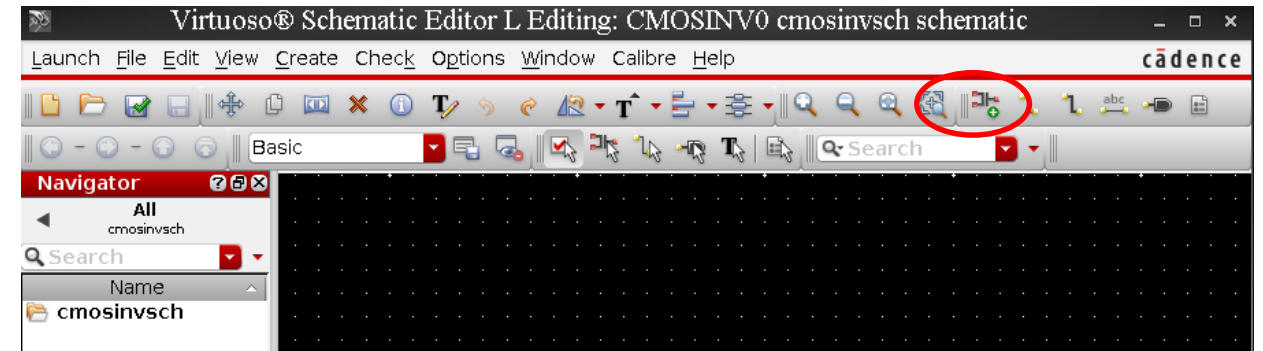 Virtuoso® Schematic Editor L Editing: CMOSINV0 cmosinvsch schematic
Launch File Edit View Create Check Options Window Calibre Help cādence
abc
Basic Search
Navigator
All
cmosinvsch
Search
Name
cmosinvsch